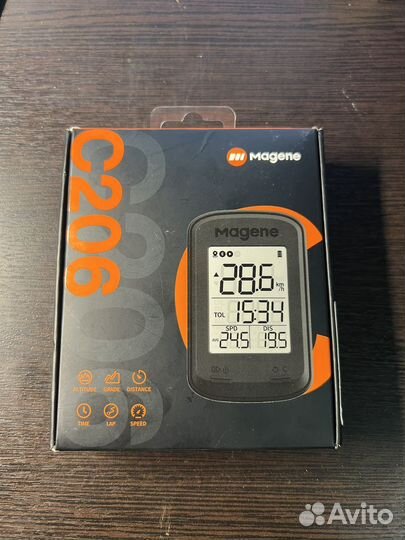 Magene
C206
C206
Magene
28.6 km/h
TOL 15:34
SPD DIS
AVG 24.5 19.5
ALTITUDE GRADE DISTANCE
TIME LAP SPEED
Avito